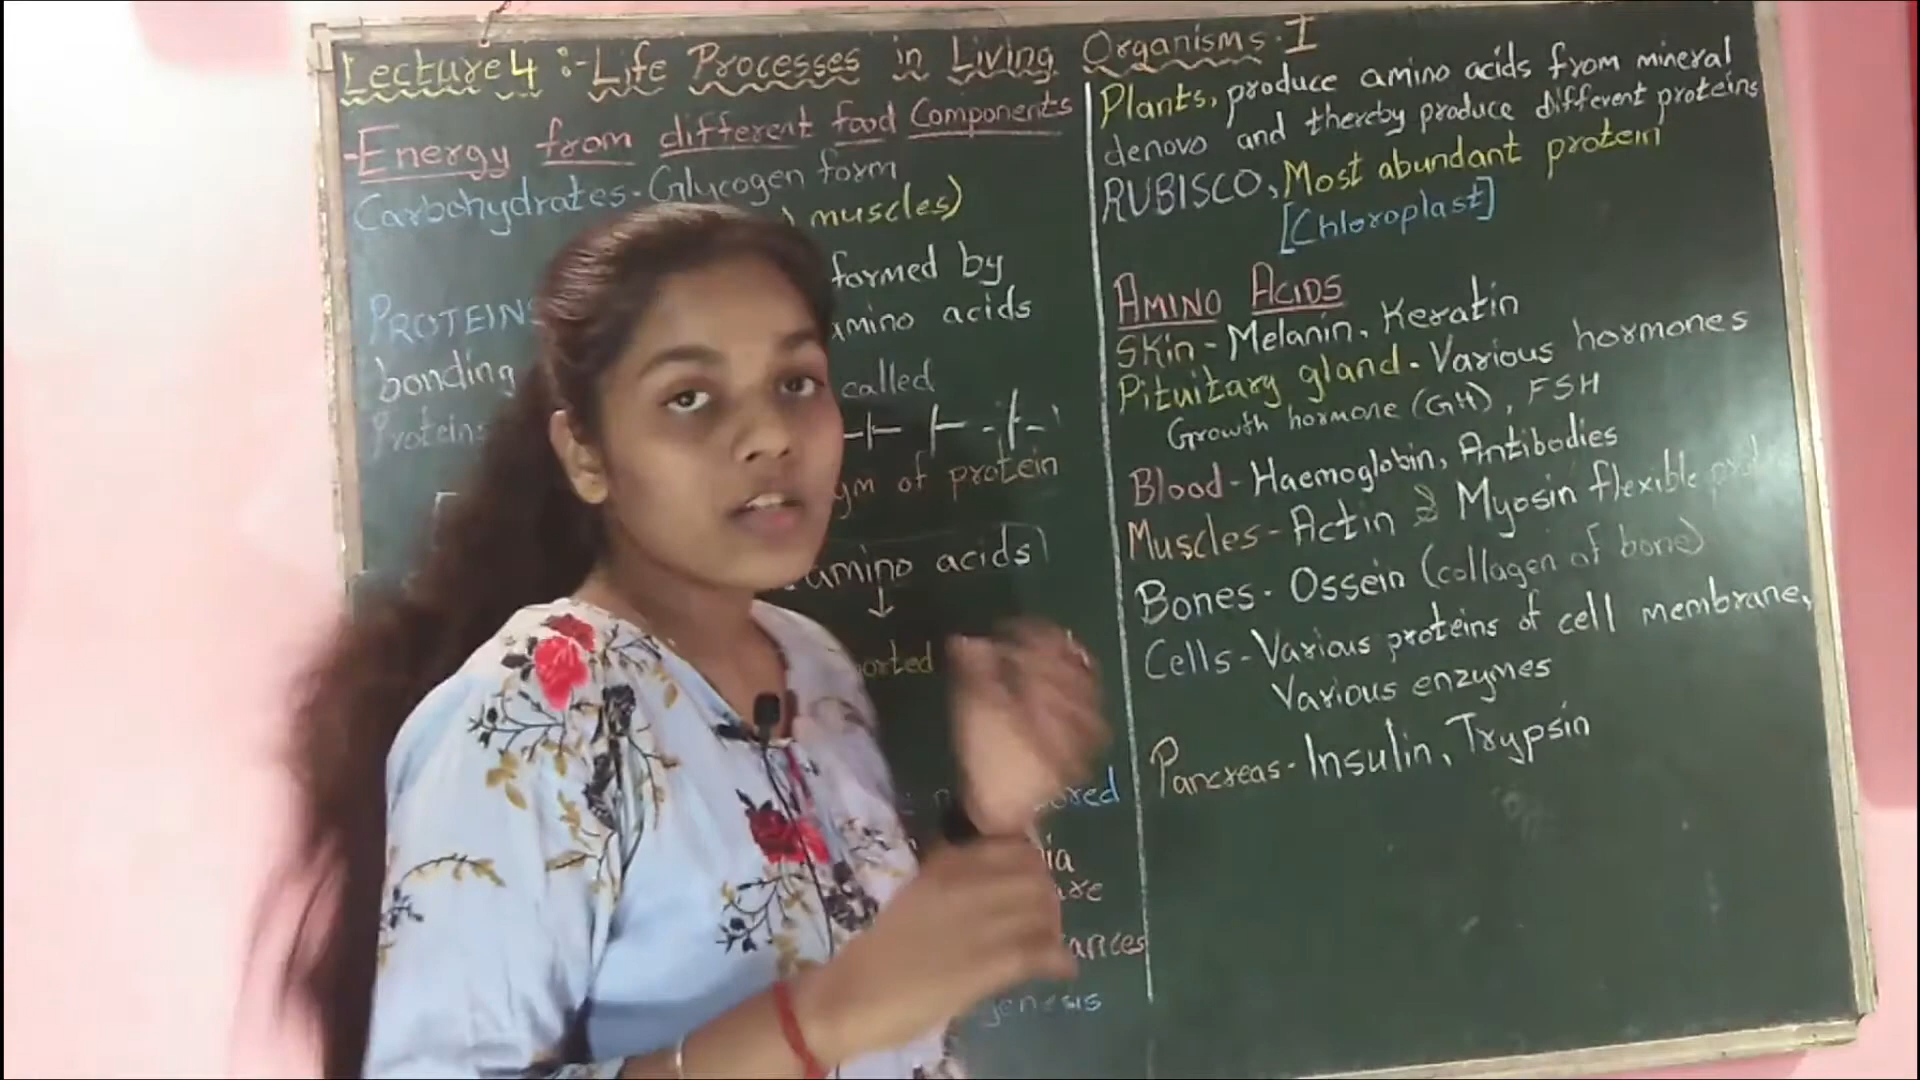 Lecture 4 :- Life Processes in Living Organisms.I
-Energy from different food Components
Carbohydrates - Glycogen form
muscles)
PROTEINS formed by
bonding amino acids
Proteins called
of protein
amino acids)
↓
genesis
Plants, produce amino acids from mineral
denovo and thereby produce different proteins
RUBISCO, Most abundant protein
[Chloroplast]
AMINO ACIDS
Skin - Melanin, Keratin
Pituitary gland - Various hormones
Growth hormone (GH), FSH
Blood - Haemoglobin, Antibodies
Muscles - Actin & Myosin flexible
Bones - Ossein (collagen of bone)
Cells - Various proteins of cell membrane,
Various enzymes
Pancreas - Insulin, Trypsin